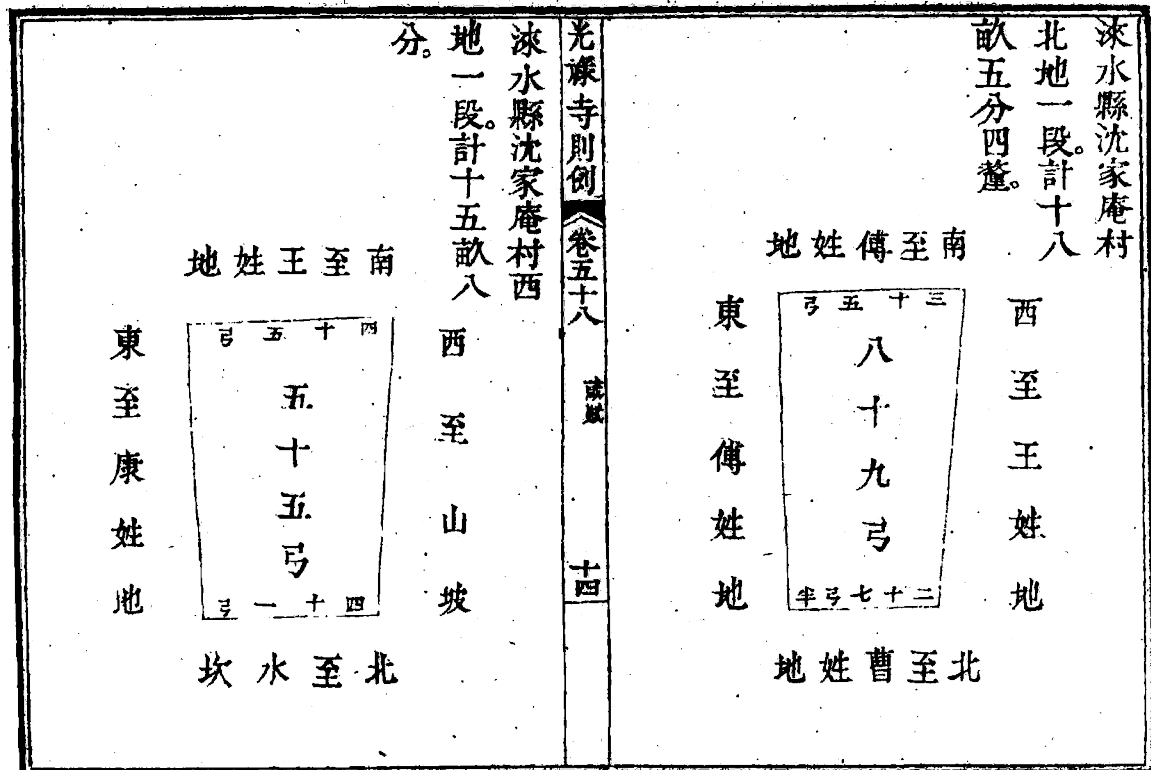 涞水縣沈家庵村
北地一段。計十八
畝五分四釐。
南至傅姓地
西至王姓地
三十五弓
八十九弓
二十七弓半
東至傅姓地
北至曹姓地
光祿寺則例
卷五十八
十四
涞水縣沈家庵村西
地一段。計十五畝八
分。
南至王姓地
西至山坡
四十五弓
五十五弓
四十一弓
東至康姓地
北至水坎